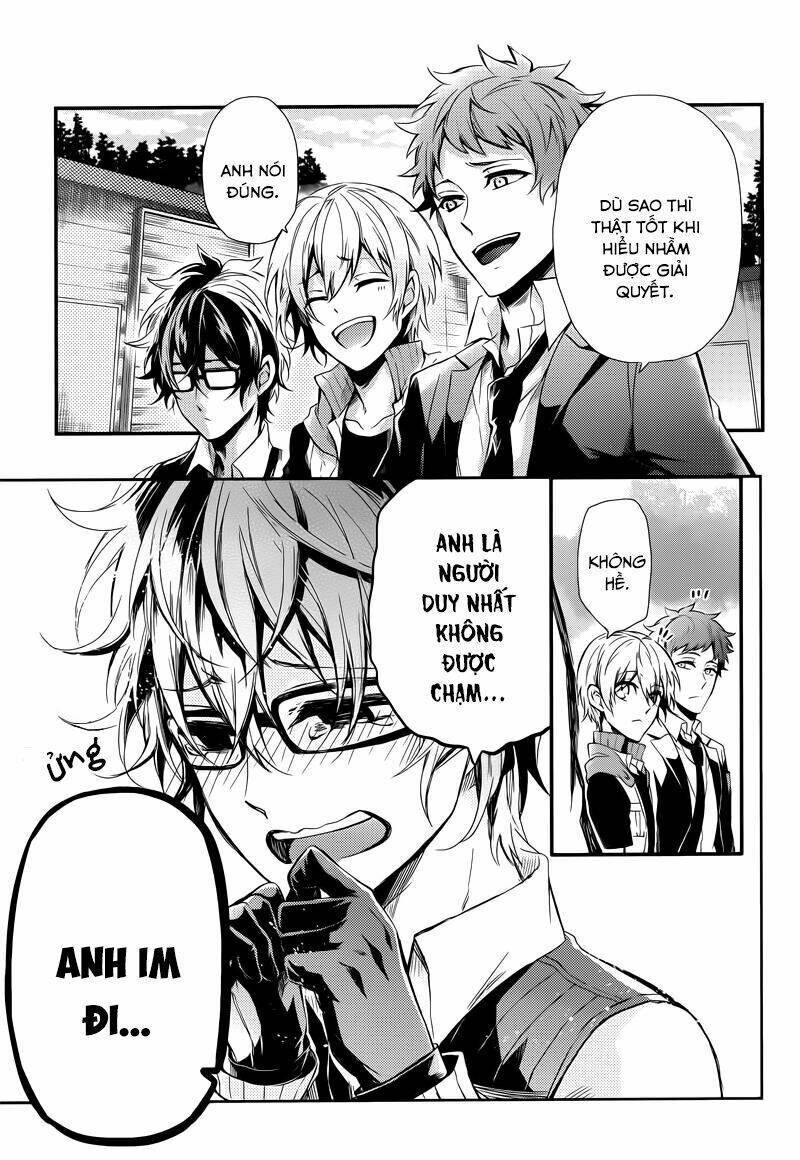 DÙ SAO THÌ
THẬT TỐT KHI
HIỂU NHẦM
ĐƯỢC GIẢI
QUYẾT.
ANH NÓI
ĐÚNG.
KHÔNG
HỀ.
ANH LÀ
NGƯỜI
DUY NHẤT
KHÔNG
ĐƯỢC
CHẠM...
ửng
ANH IM
ĐI...